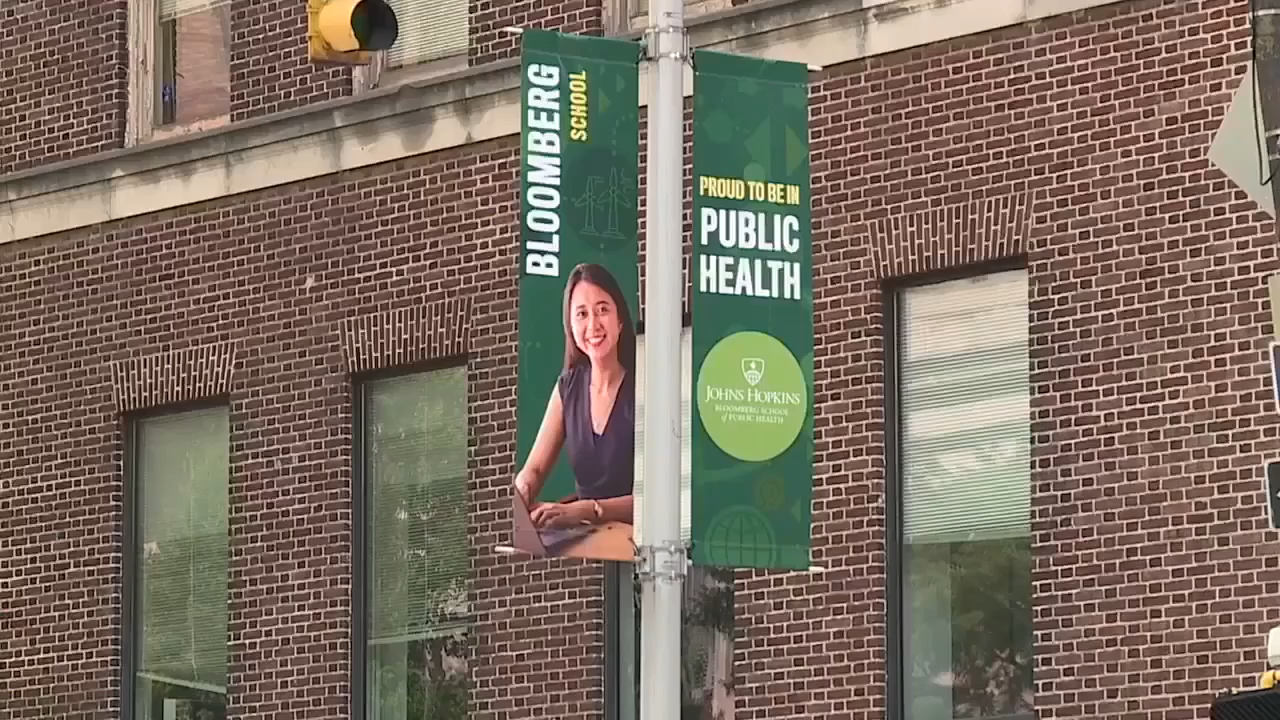 BLOOMBERG
SCHOOL
PROUD TO BE IN
PUBLIC
HEALTH
JOHNS HOPKINS
BLOOMBERG SCHOOL
of PUBLIC HEALTH